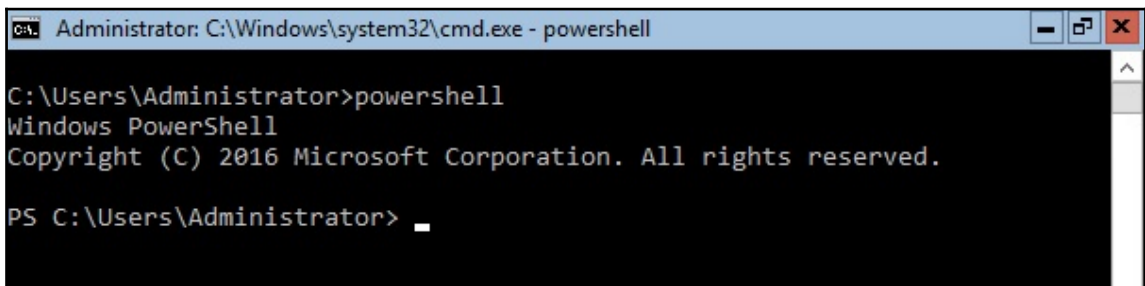 Administrator: C:\Windows\system32\cmd.exe - powershell
C:\Users\Administrator>powershell
Windows PowerShell
Copyright (C) 2016 Microsoft Corporation. All rights reserved.
PS C:\Users\Administrator>